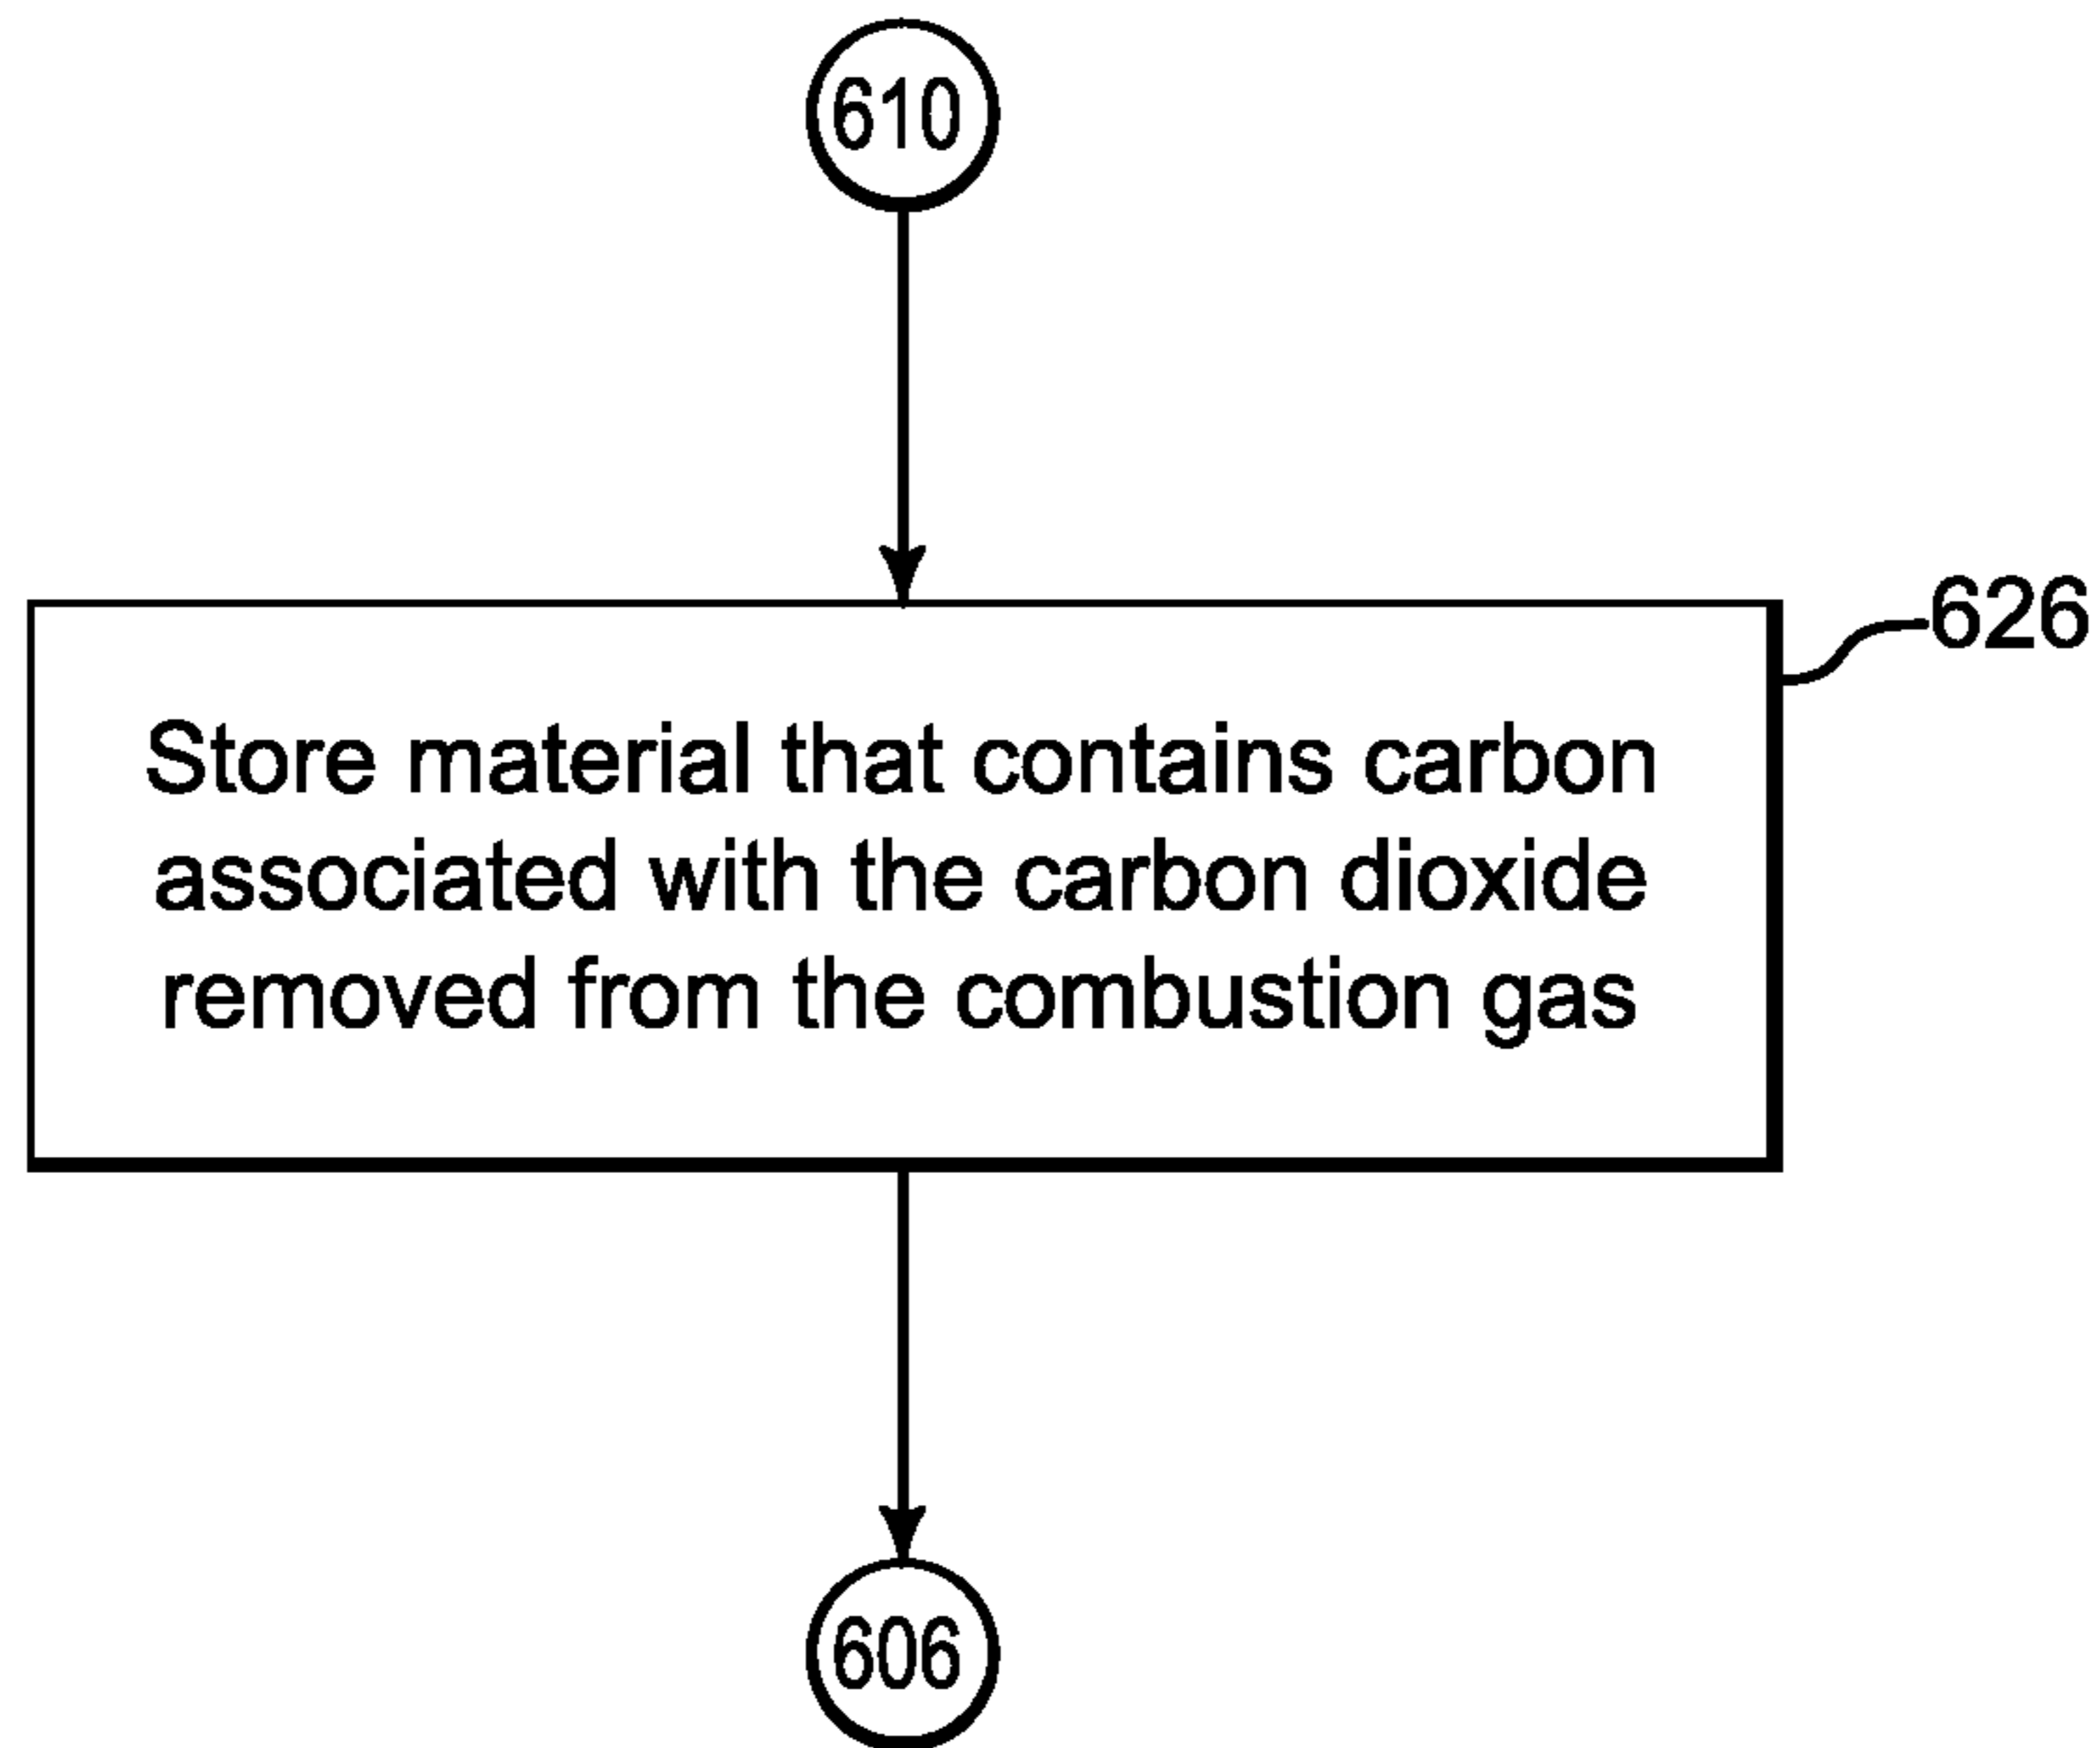 610
626
Store material that contains carbon
associated with the carbon dioxide
removed from the combustion gas
606